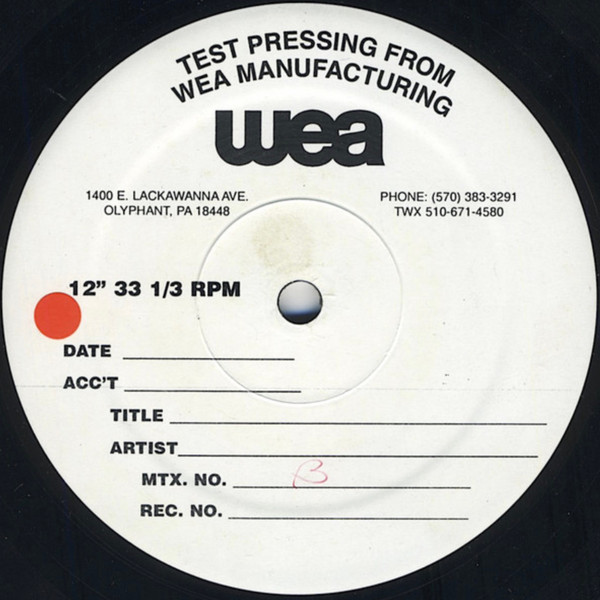 TEST PRESSING FROM
WEA MANUFACTURING
wea
1400 E. LACKAWANNA AVE.
OLYPHANT, PA 18448
PHONE: (570) 383-3291
TWX 510-671-4580
12” 33 1/3 RPM
DATE
ACC'T
TITLE
ARTIST
MTX. NO. B
REC. NO.